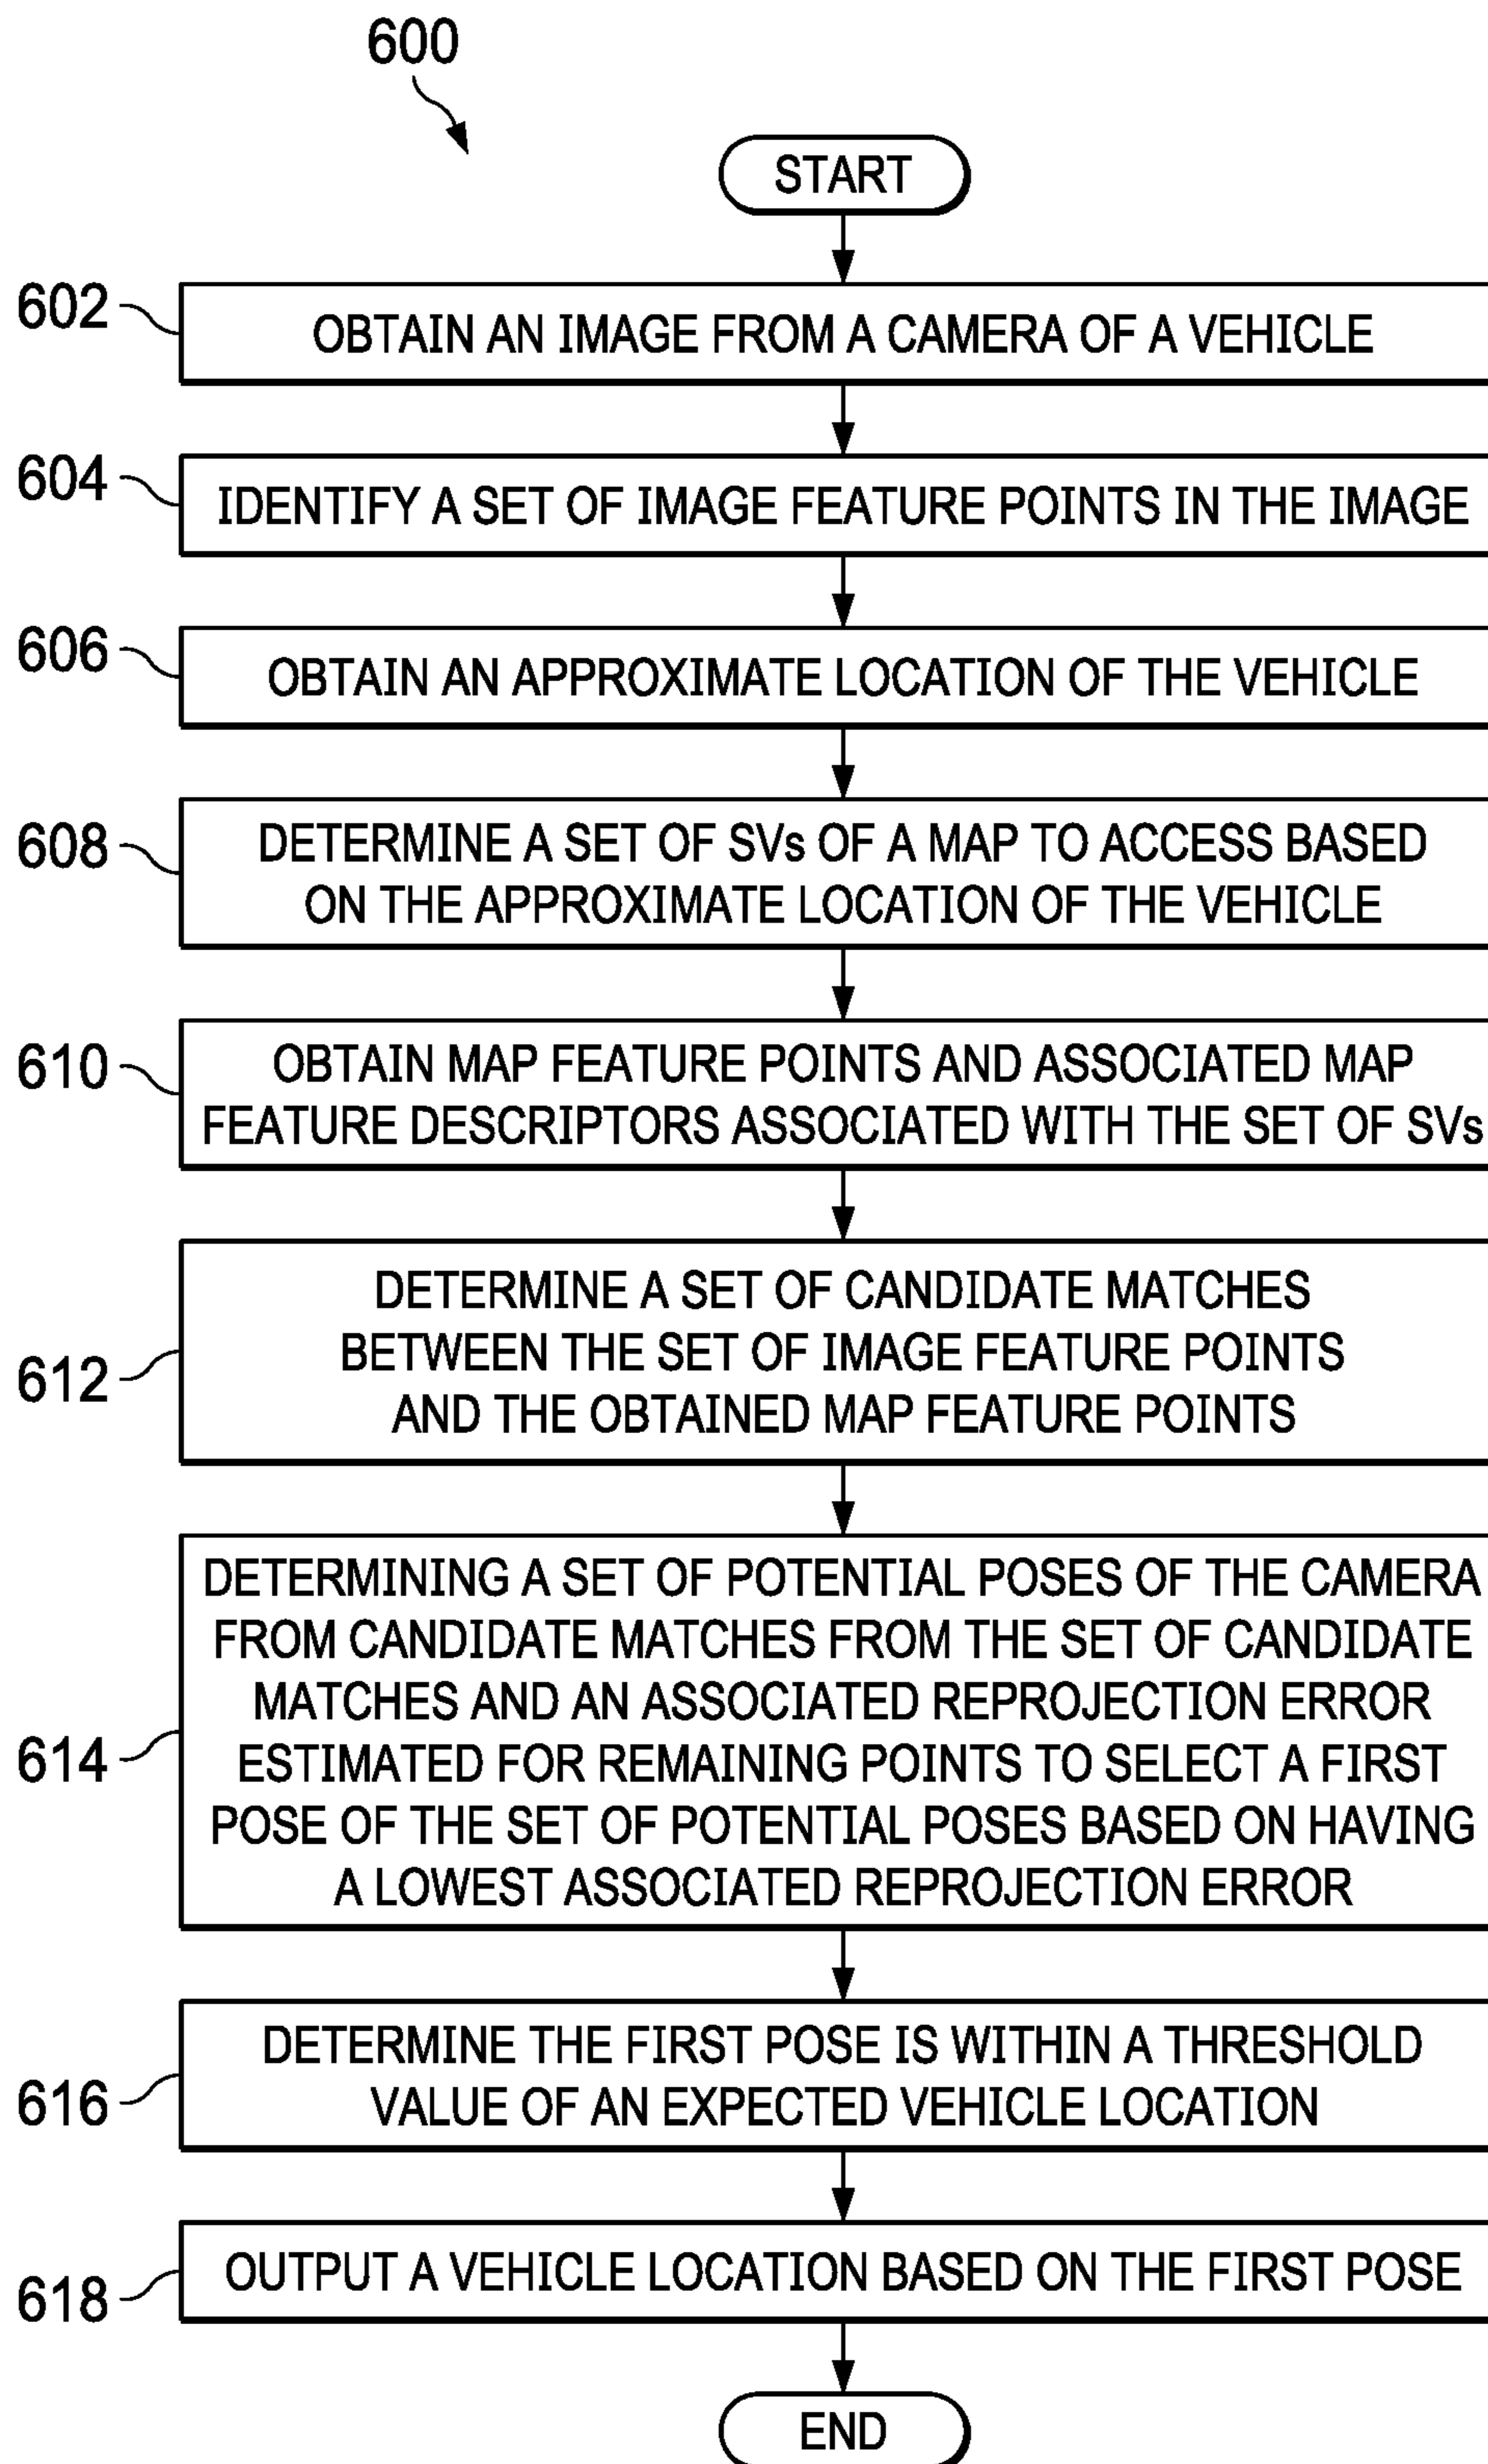 600
START
602
OBTAIN AN IMAGE FROM A CAMERA OF A VEHICLE
604
IDENTIFY A SET OF IMAGE FEATURE POINTS IN THE IMAGE
606
OBTAIN AN APPROXIMATE LOCATION OF THE VEHICLE
608
DETERMINE A SET OF SVs OF A MAP TO ACCESS BASED
ON THE APPROXIMATE LOCATION OF THE VEHICLE
610
OBTAIN MAP FEATURE POINTS AND ASSOCIATED MAP
FEATURE DESCRIPTORS ASSOCIATED WITH THE SET OF SVs
612
DETERMINE A SET OF CANDIDATE MATCHES
BETWEEN THE SET OF IMAGE FEATURE POINTS
AND THE OBTAINED MAP FEATURE POINTS
614
DETERMINING A SET OF POTENTIAL POSES OF THE CAMERA
FROM CANDIDATE MATCHES FROM THE SET OF CANDIDATE
MATCHES AND AN ASSOCIATED REPROJECTION ERROR
ESTIMATED FOR REMAINING POINTS TO SELECT A FIRST
POSE OF THE SET OF POTENTIAL POSES BASED ON HAVING
A LOWEST ASSOCIATED REPROJECTION ERROR
616
DETERMINE THE FIRST POSE IS WITHIN A THRESHOLD
VALUE OF AN EXPECTED VEHICLE LOCATION
618
OUTPUT A VEHICLE LOCATION BASED ON THE FIRST POSE
END